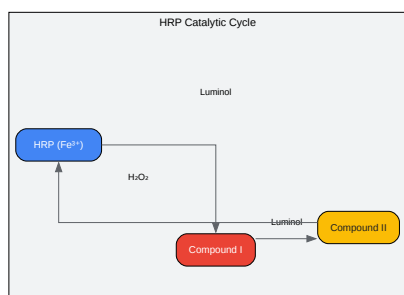 HRP Catalytic Cycle
Luminol
HRP (Fe³⁺)
H₂O₂
Luminol
Compound II
Compound I